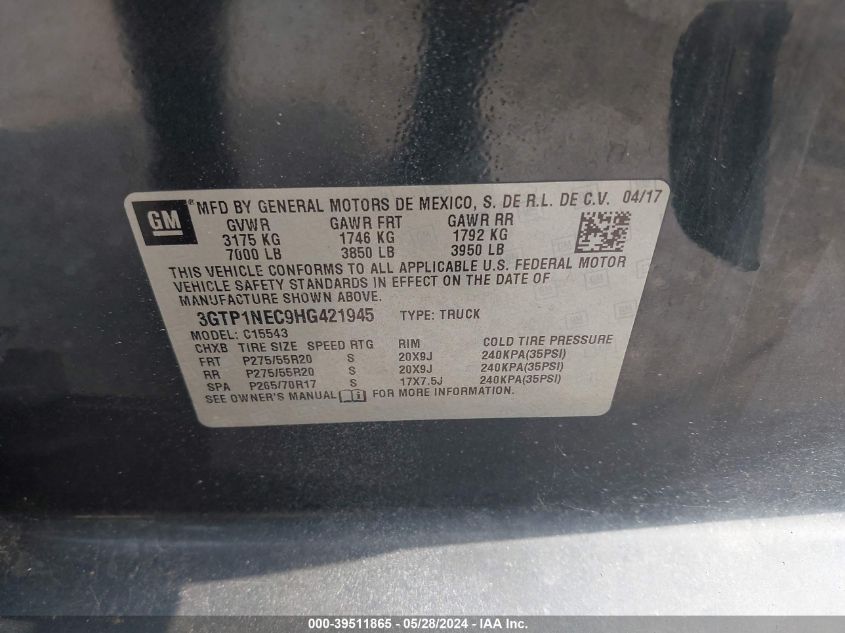 GM ® MFD BY GENERAL MOTORS DE MEXICO, S. DE R.L. DE C.V. 04/17
GVWR GAWR FRT GAWR RR
3175 KG 1746 KG 1792 KG
7000 LB 3850 LB 3950 LB
THIS VEHICLE CONFORMS TO ALL APPLICABLE U.S. FEDERAL MOTOR
VEHICLE SAFETY STANDARDS IN EFFECT ON THE DATE OF
MANUFACTURE SHOWN ABOVE.
3GTP1NEC9HG421945 TYPE: TRUCK
MODEL: C15543
CHXB TIRE SIZE SPEED RTG RIM COLD TIRE PRESSURE
FRT P275/55R20 S 20X9J 240KPA(35PSI)
RR P275/55R20 S 20X9J 240KPA(35PSI)
SPA P265/70R17 S 17X7.5J 240KPA(35PSI)
SEE OWNER'S MANUAL FOR MORE INFORMATION.
000-39511865 - 05/28/2024 - IAA Inc.